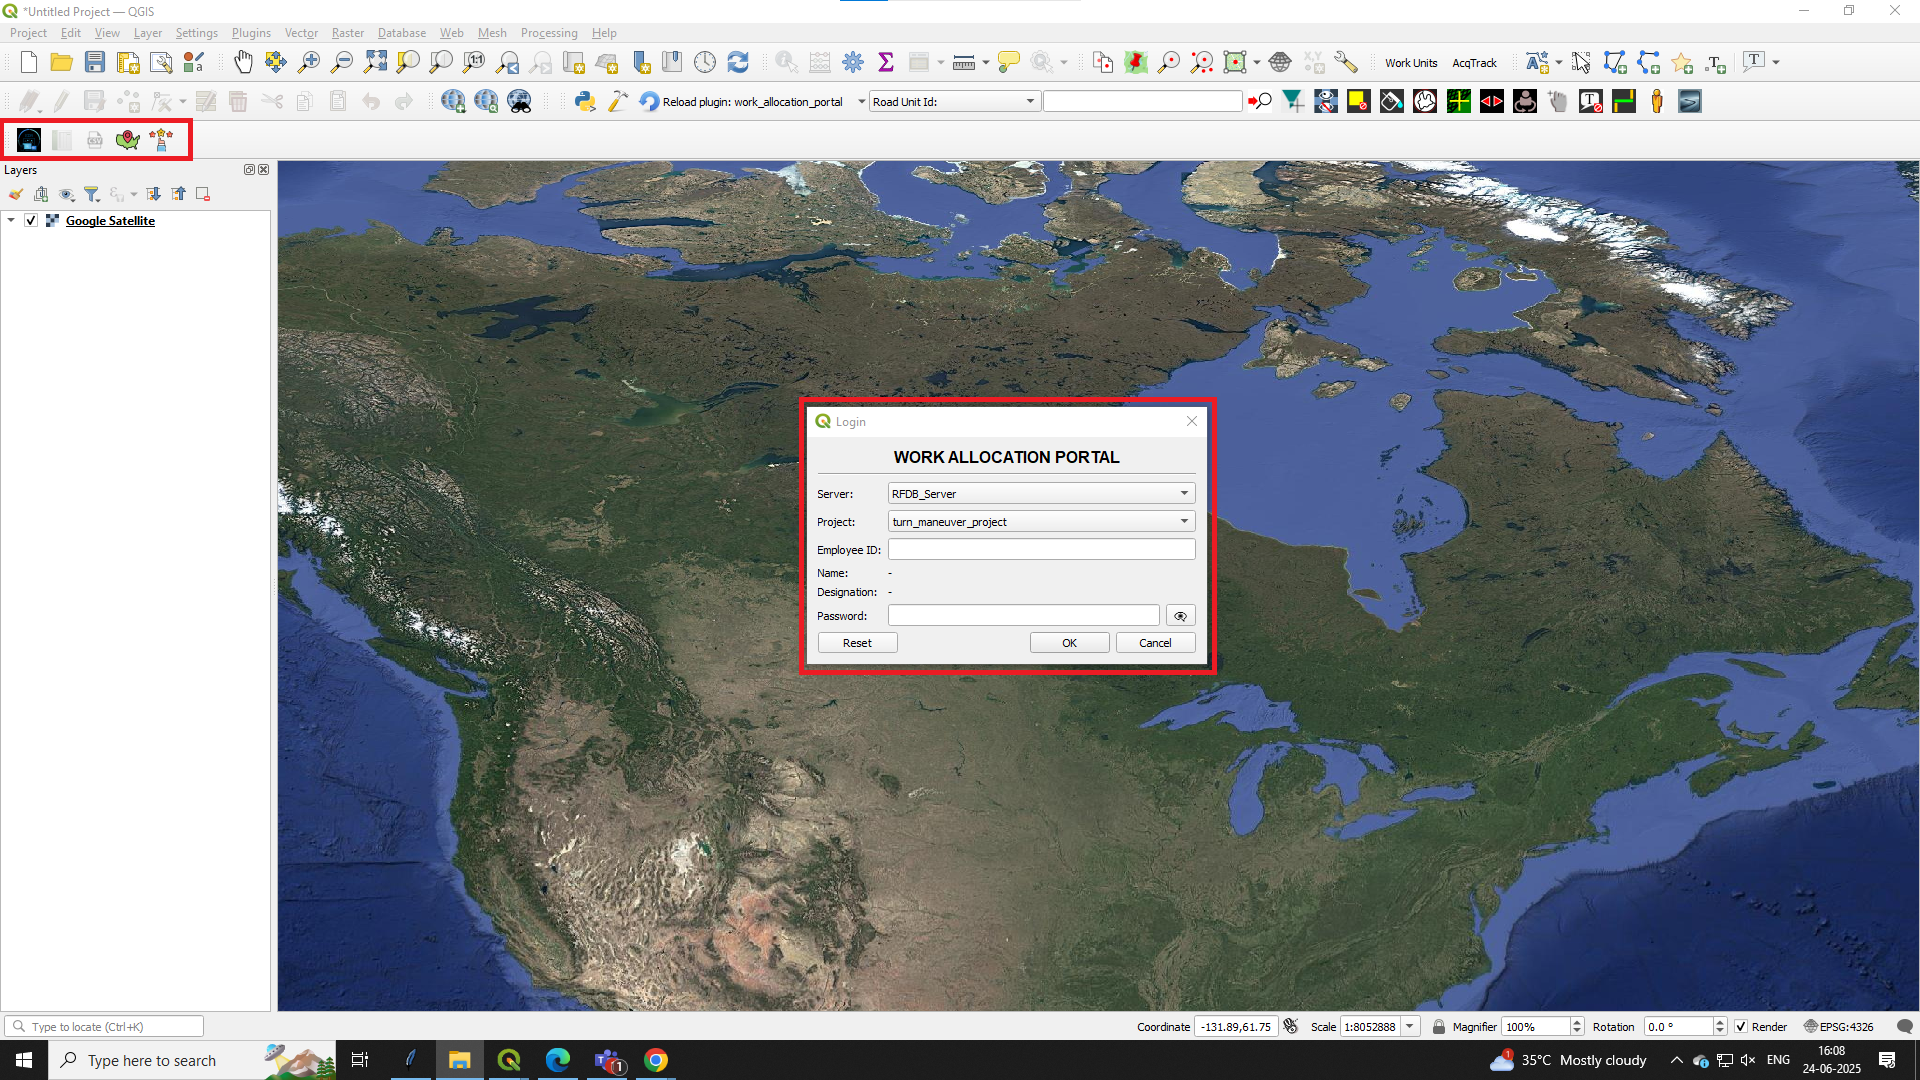 *Untitled Project — QGIS
Project Edit View Layer Settings Plugins Vector Raster Database Web Mesh Processing Help
Work Units AcqTrack
Reload plugin: work_allocation_portal Road Unit Id:
Layers
Google Satellite
Login
WORK ALLOCATION PORTAL
Server: RFDB_Server
Project: turn_maneuver_project
Employee ID:
Name: -
Designation: -
Password:
Reset OK Cancel
Type to locate (Ctrl+K) Coordinate -131.89,61.75 Scale 1:8052888 Magnifier 100% Rotation 0.0 ° Render EPSG:4326
Type here to search 1 1 35°C Mostly cloudy ENG 16:08
24-06-2025